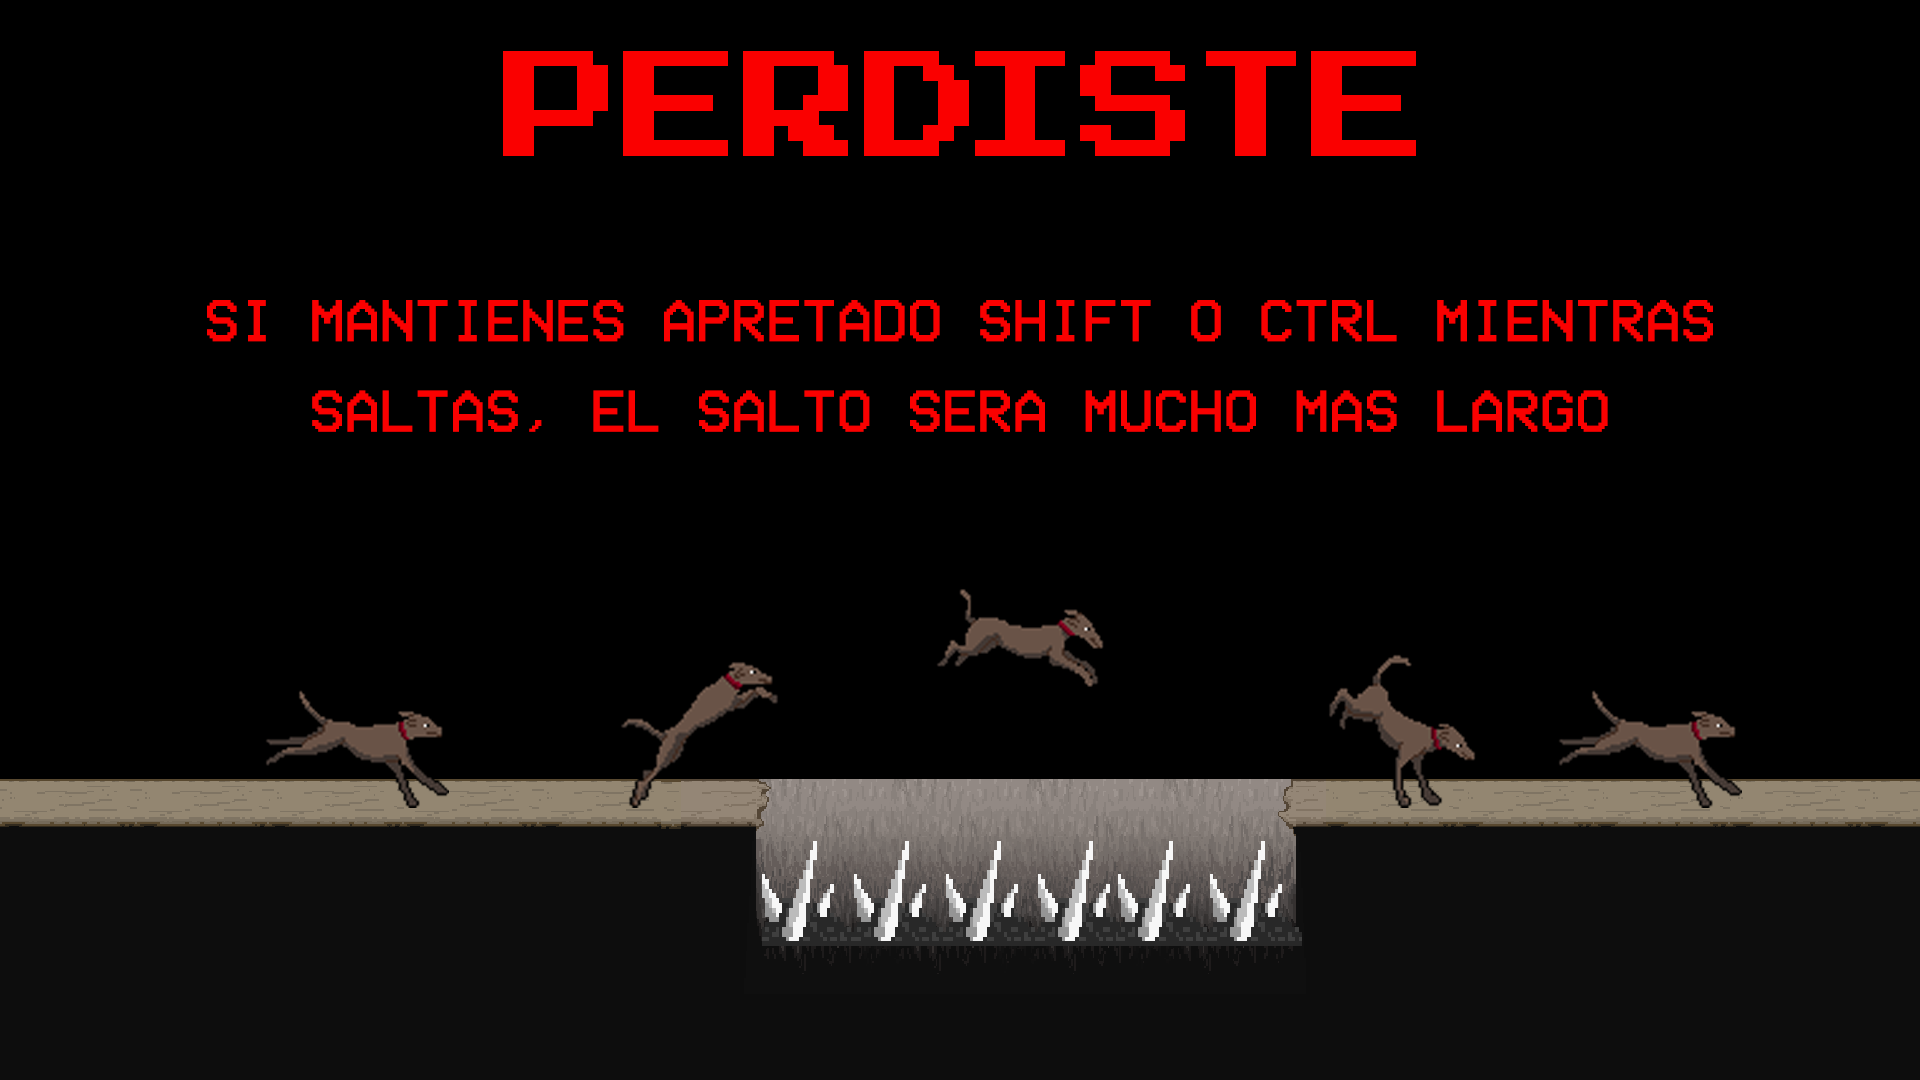 PERDISTE
SI MANTIENES APRETADO SHIFT O CTRL MIENTRAS
SALTAS, EL SALTO SERA MUCHO MAS LARGO